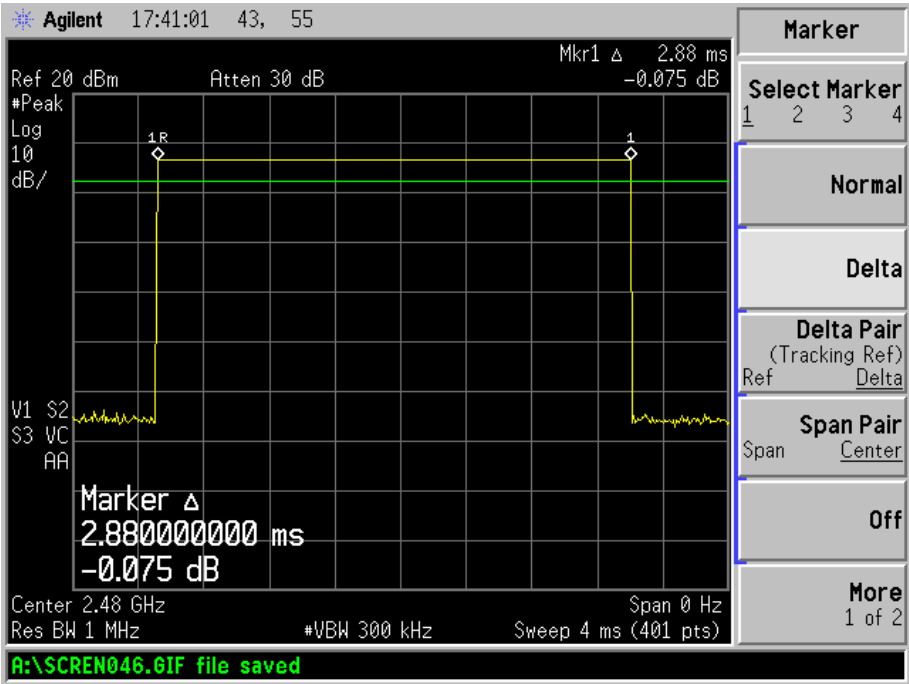 Agilent 17:41:01 43, 55
Mkr1 Δ 2.88 ms
Ref 20 dBm Atten 30 dB -0.075 dB
#Peak
Log
10
dB/
1R
1
V1 S2
S3 VC
AA
Marker Δ
2.880000000 ms
-0.075 dB
Center 2.48 GHz Span 0 Hz
Res BW 1 MHz #VBW 300 kHz Sweep 4 ms (401 pts)
A:\SCREN046.GIF file saved
Marker
Select Marker
1 2 3 4
Normal
Delta
Delta Pair
(Tracking Ref)
Ref Delta
Span Pair
Span Center
Off
More
1 of 2